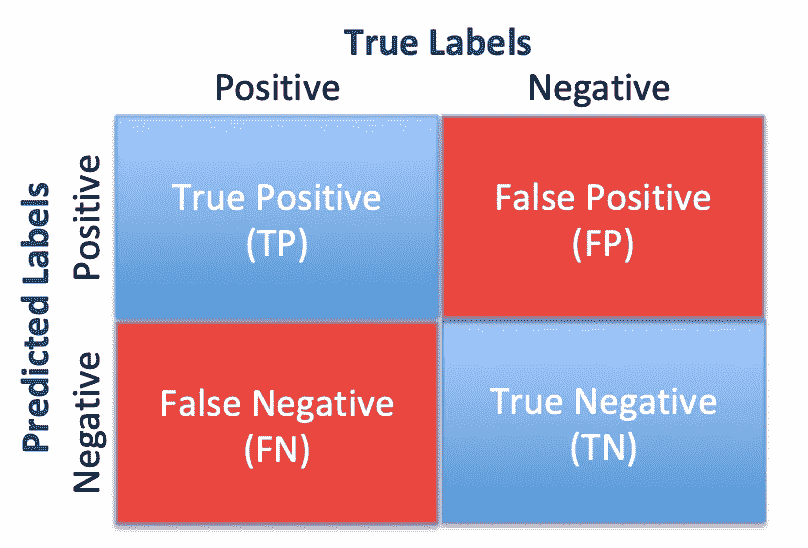 True Labels
Positive
Negative
Predicted Labels
Positive
True Positive
(TP)
False Positive
(FP)
Negative
False Negative
(FN)
True Negative
(TN)